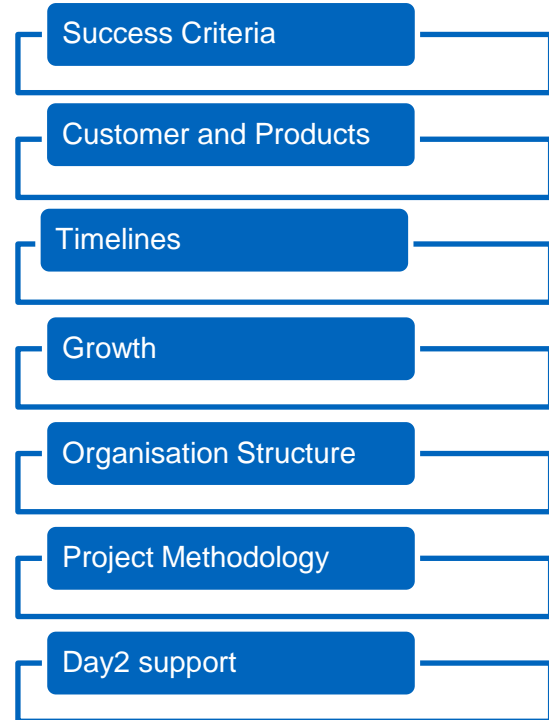 Success Criteria
Customer and Products
Timelines
Growth
Organisation Structure
Project Methodology
Day2 support